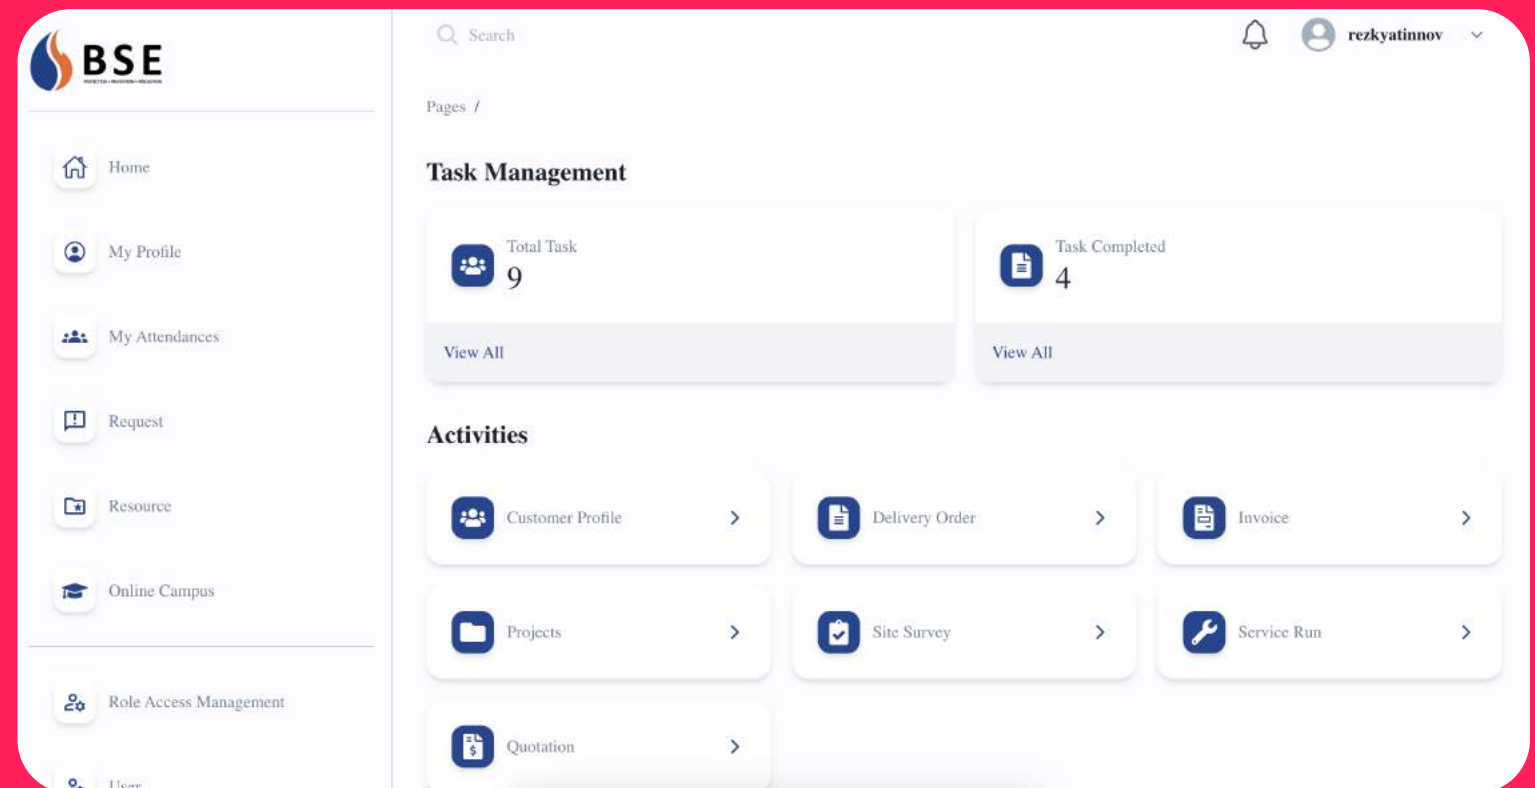 BSE
Search
rezkyatinnov
Pages /
Home
My Profile
My Attendances
Request
Resource
Online Campus
Role Access Management
User
Task Management
Total Task
9
View All
Task Completed
4
View All
Activities
Customer Profile
Delivery Order
Invoice
Projects
Site Survey
Service Run
Quotation